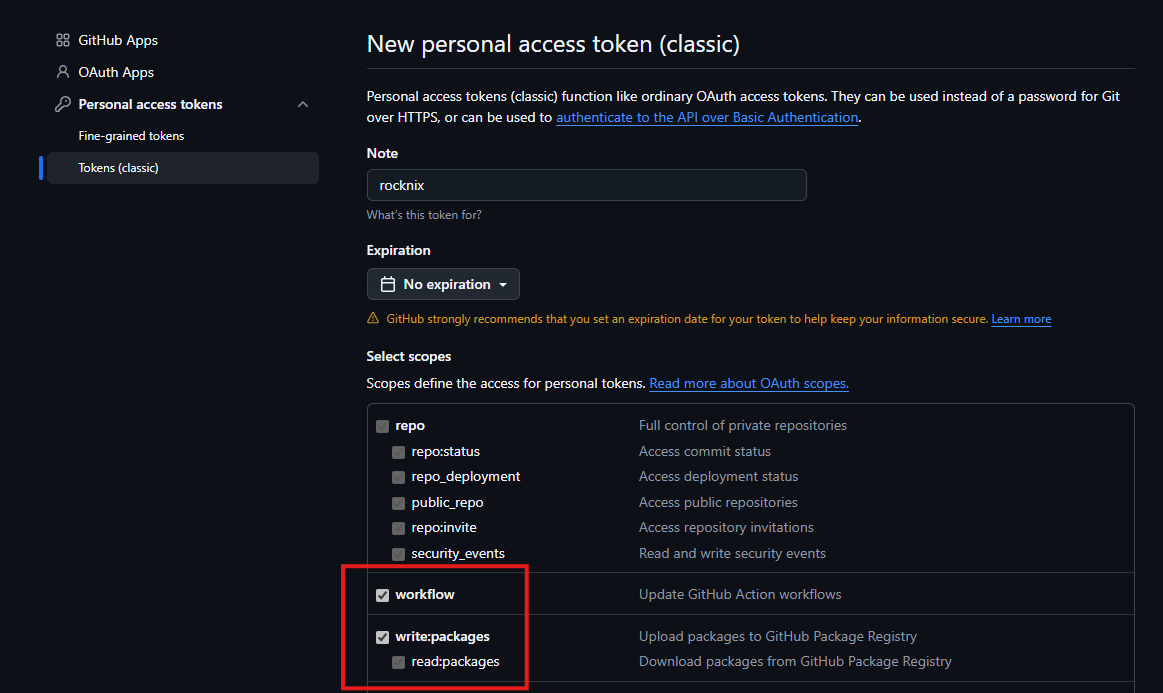 GitHub Apps
OAuth Apps
Personal access tokens
Fine-grained tokens
Tokens (classic)
New personal access token (classic)
Personal access tokens (classic) function like ordinary OAuth access tokens. They can be used instead of a password for Git
over HTTPS, or can be used to authenticate to the API over Basic Authentication.
Note
rocknix
What's this token for?
Expiration
No expiration
GitHub strongly recommends that you set an expiration date for your token to help keep your information secure. Learn more
Select scopes
Scopes define the access for personal tokens. Read more about OAuth scopes.
repo Full control of private repositories
repo:status Access commit status
repo_deployment Access deployment status
public_repo Access public repositories
repo:invite Access repository invitations
security_events Read and write security events
workflow Update GitHub Action workflows
write:packages Upload packages to GitHub Package Registry
read:packages Download packages from GitHub Package Registry